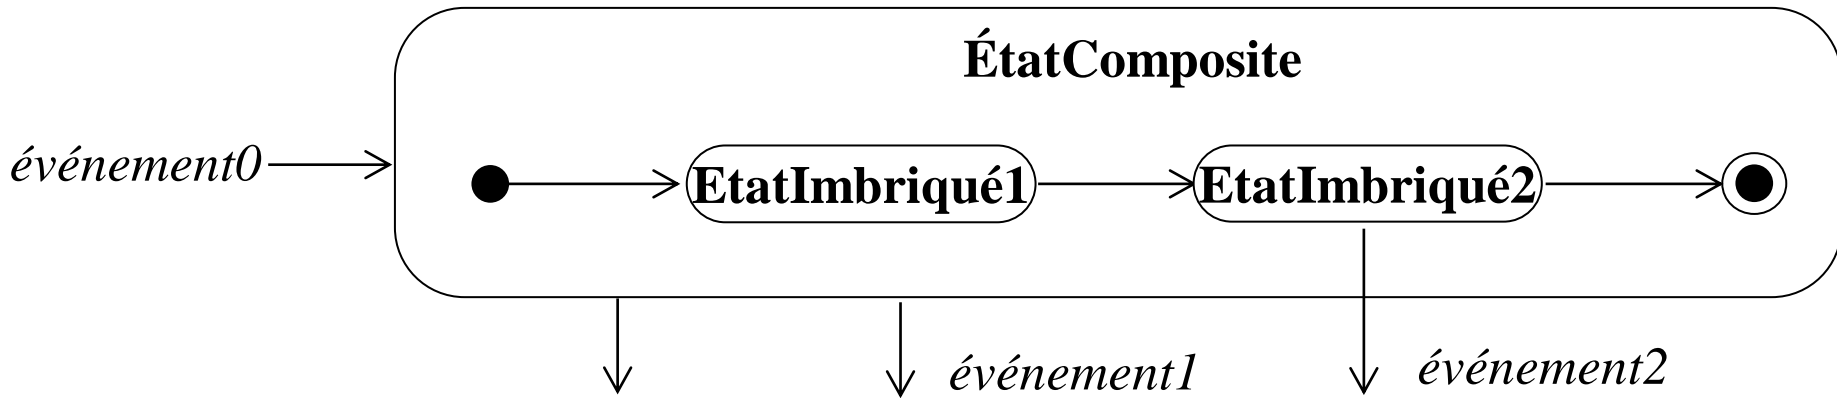 ÉtatComposite
événement0
EtatImbriqué1
EtatImbriqué2
événement1
événement2